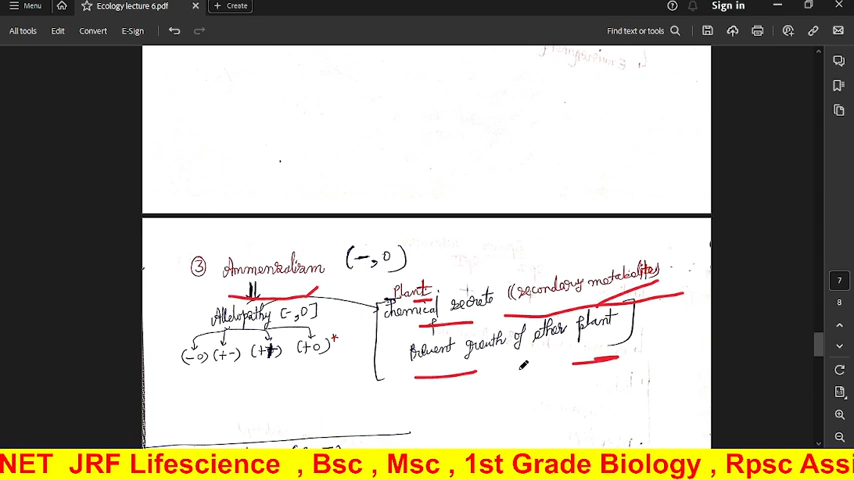 Menu
Ecology lecture 6.pdf
Create
Sign in
All tools Edit Convert E-Sign
Find text or tools
③ Ammensalism (-,0)
Allelopathy [-,0]
(-0) (+-) (++) (+0)*
Plant
chemical secrete ((secondary metabolites)
prevent growth of other plant
7
8
NET JRF Lifescience , Bsc , Msc , 1st Grade Biology , Rpsc Assi